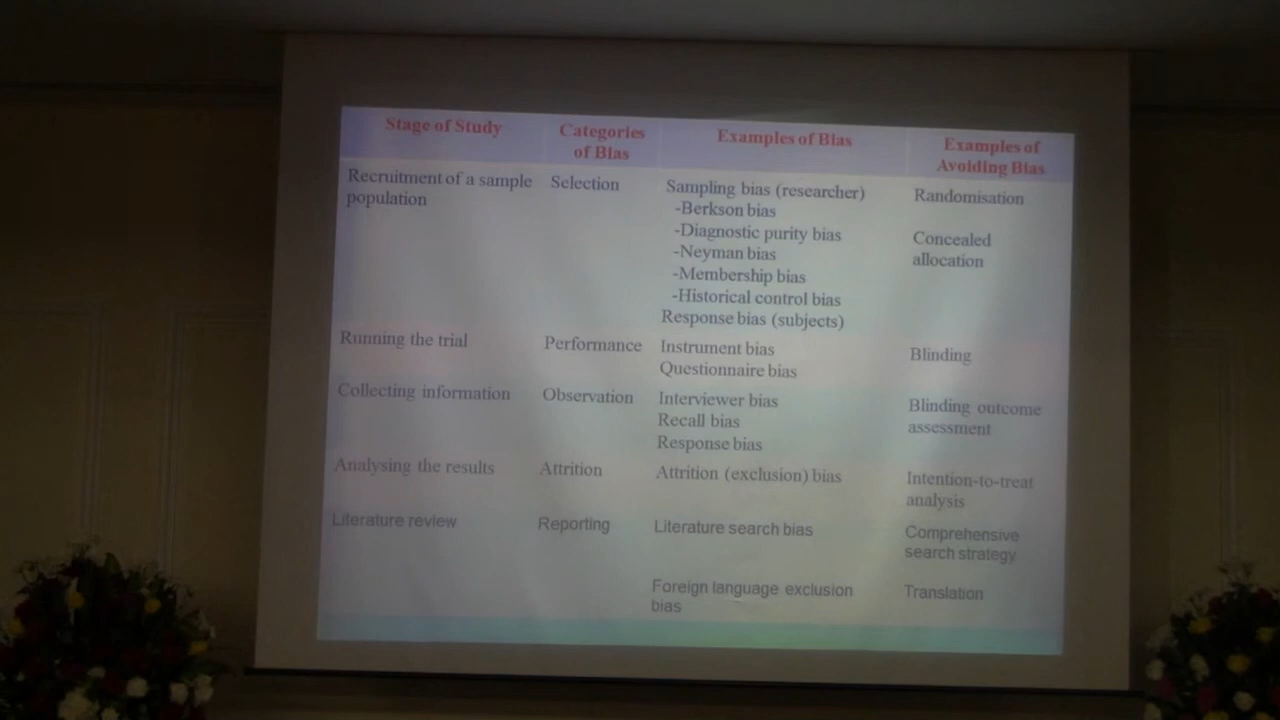 Stage of Study
Categories
of Bias
Examples of Bias
Examples of
Avoiding Bias
Recruitment of a sample
population
Selection
Sampling bias (researcher)
-Berkson bias
-Diagnostic purity bias
-Neyman bias
-Membership bias
-Historical control bias
Response bias (subjects)
Randomisation
Concealed
allocation
Running the trial
Performance
Instrument bias
Questionnaire bias
Blinding
Collecting information
Observation
Interviewer bias
Recall bias
Response bias
Blinding outcome
assessment
Analysing the results
Attrition
Attrition (exclusion) bias
Intention-to-treat
analysis
Literature review
Reporting
Literature search bias
Comprehensive
search strategy
Foreign language exclusion
bias
Translation